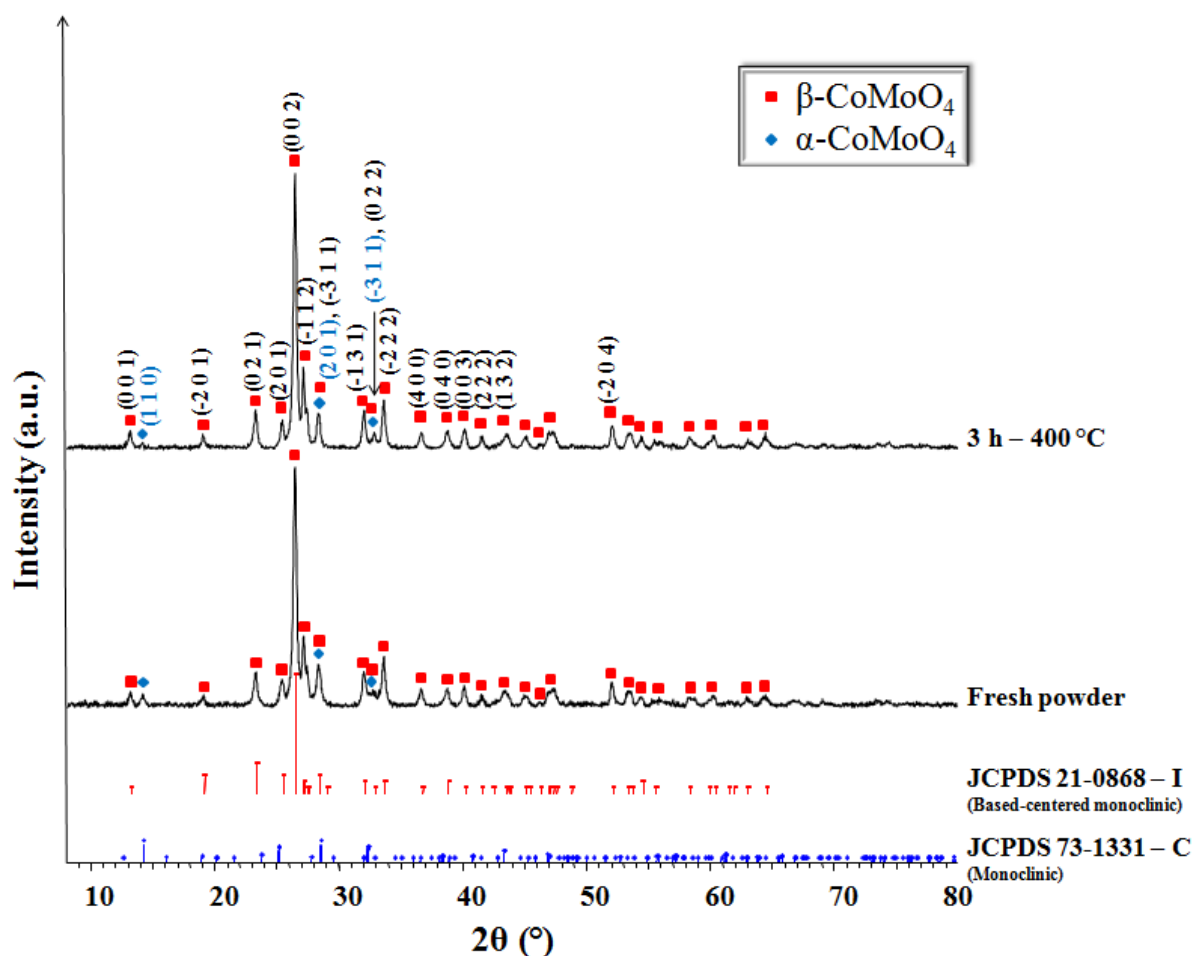 β-CoMoO4
α-CoMoO4
(0 0 1)
(1 1 0)
(-2 0 1)
(0 2 1)
(2 0 1)
(0 0 2)
(-1 1 2)
(2 0 1), (-3 1 1)
(-1 3 1)
(-3 1 1), (0 2 2)
(-2 2 2)
(4 0 0)
(0 4 0)
(0 0 3)
(2 2 2)
(1 3 2)
(-2 0 4)
3 h – 400 °C
Fresh powder
JCPDS 21-0868 – I
(Based-centered monoclinic)
JCPDS 73-1331 – C
(Monoclinic)
Intensity (a.u.)
10 20 30 40 50 60 70 80
2θ (°)